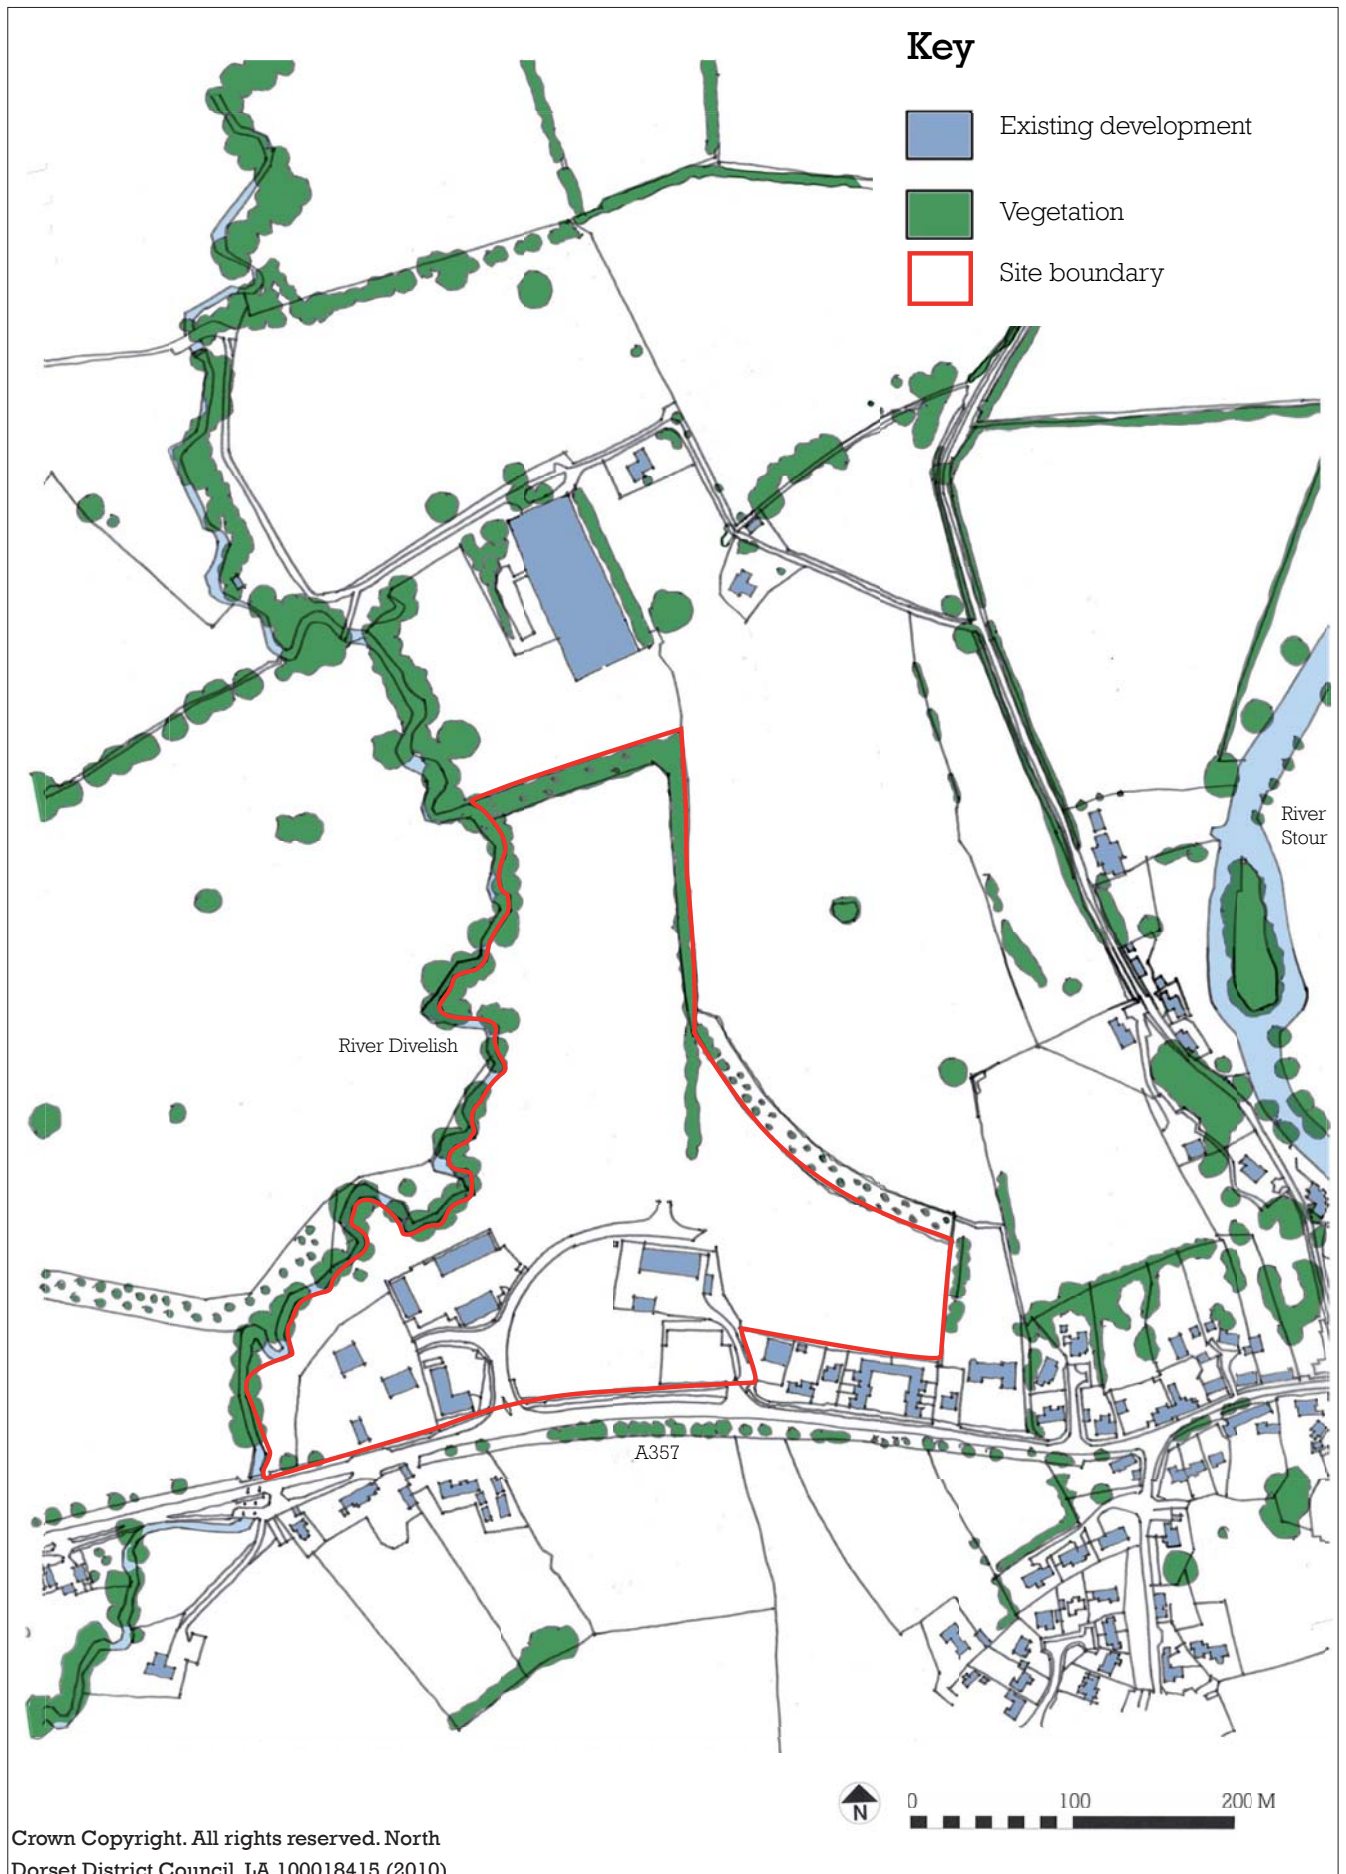 Key
Existing development
Vegetation
Site boundary
River
Stour
River Divelish
A357
N
0 100 200 M
Crown Copyright. All rights reserved. North
Dorset District Council. LA 100018415 (2010)